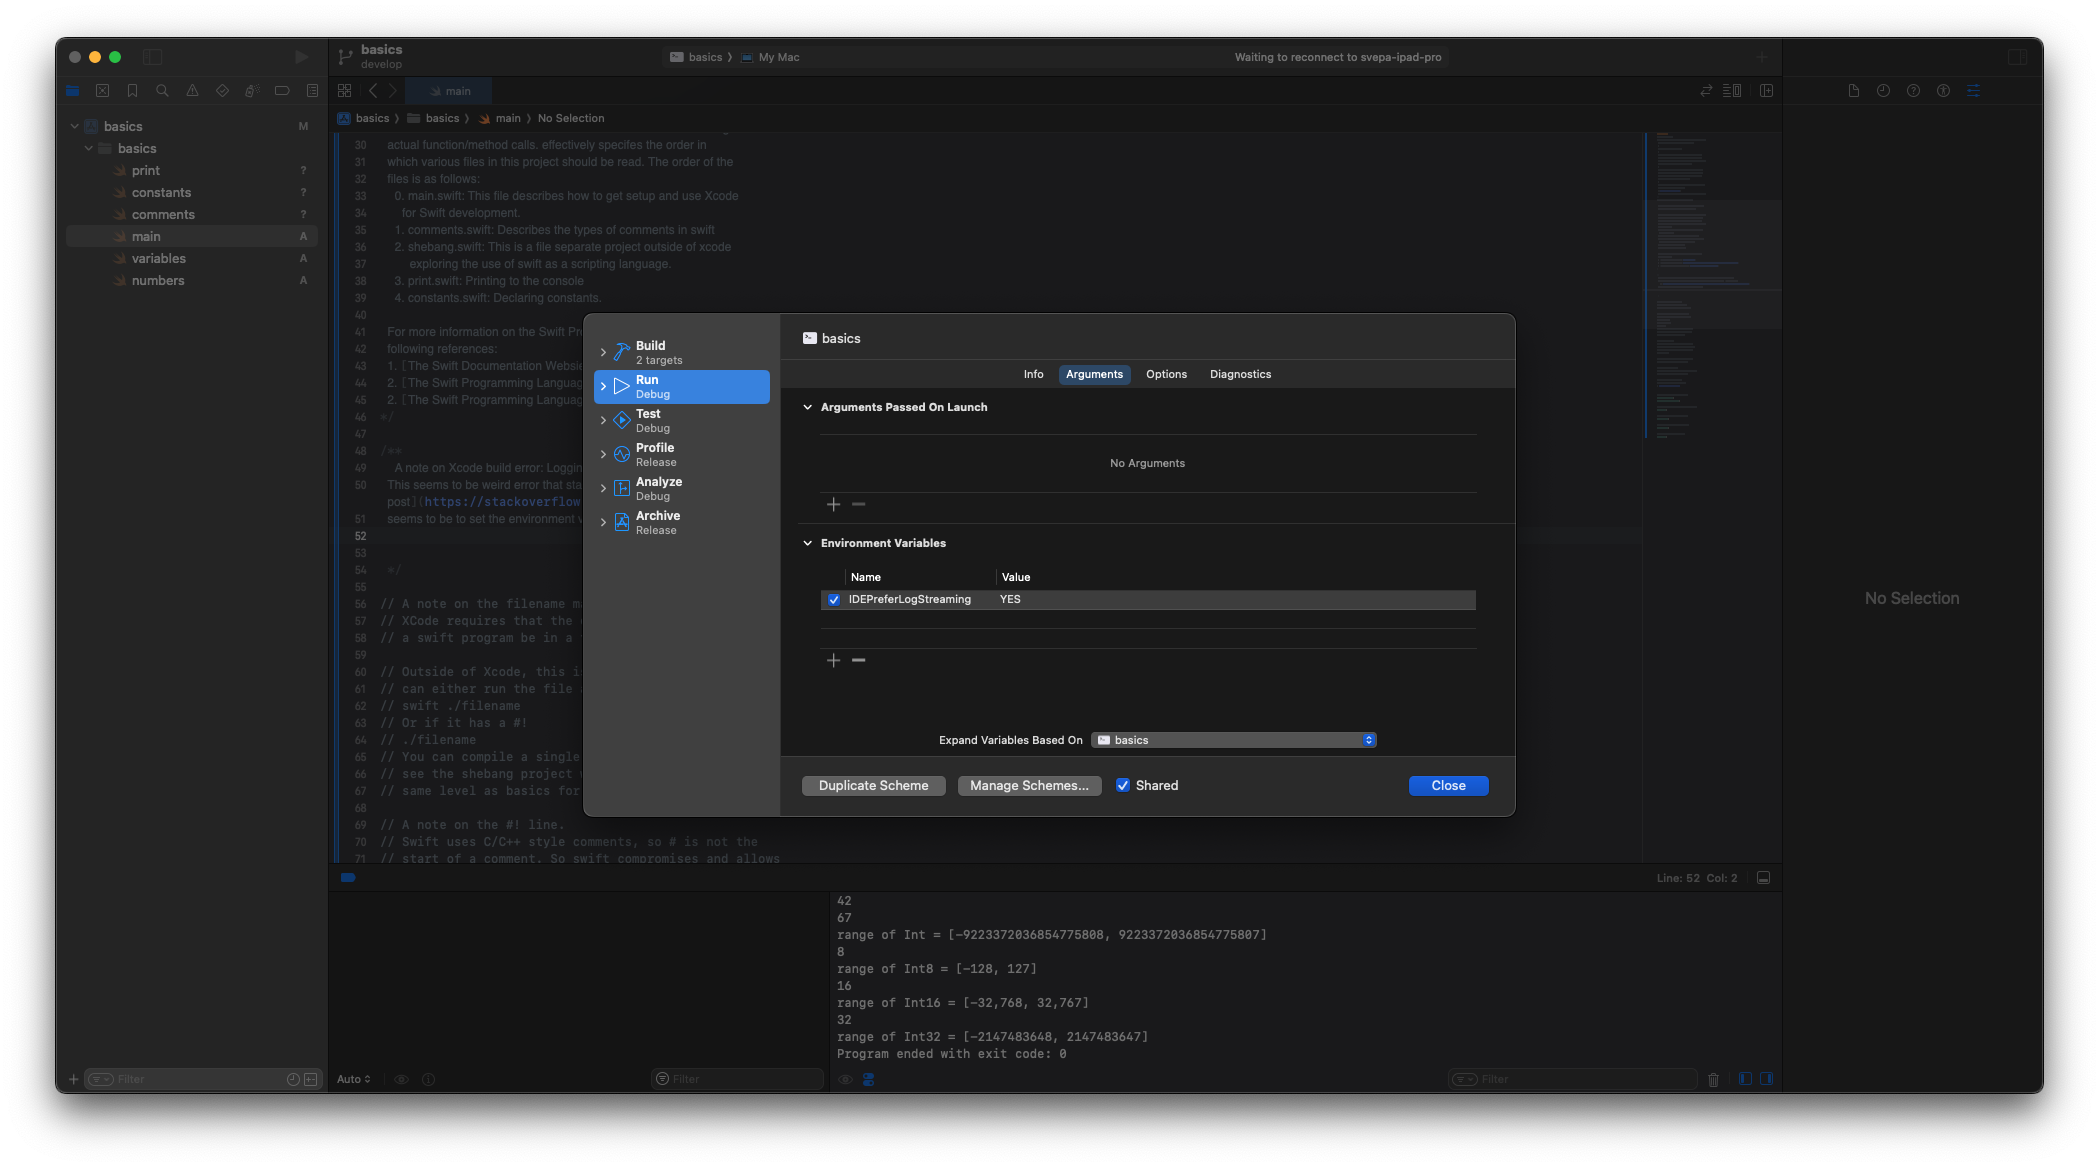 basics
develop
basics 〉 My Mac
Waiting to reconnect to svepa-ipad-pro
main
basics 〉 basics 〉 main 〉 No Selection
basics M
basics
print ?
constants ?
comments ?
main A
variables A
numbers A
30 actual function/method calls. effectively specifes the order in
31 which various files in this project should be read. The order of the
32 files is as follows:
33 0. main.swift: This file describes how to get setup and use Xcode
34 for Swift development.
35 1. comments.swift: Describes the types of comments in swift
36 2. shebang.swift: This is a file separate project outside of xcode
37 exploring the use of swift as a scripting language.
38 3. print.swift: Printing to the console
39 4. constants.swift: Declaring constants.
40
41 For more information on the Swift Pr
42 following references:
43 1. [The Swift Documentation Websi
44 2. [The Swift Programming Languag
45 2. [The Swift Programming Languag
46 */
47
48 /**
49 A note on Xcode build error: Loggin
50 This seems to be weird error that sta
post](https://stackoverflow
51 seems to be to set the environment v
52
53
54 */
55
56 // A note on the filename ma
57 // XCode requires that the
58 // a swift program be in a
59
60 // Outside of Xcode, this i
61 // can either run the file
62 // swift ./filename
63 // Or if it has a #!
64 // ./filename
65 // You can compile a single
66 // see the shebang project
67 // same level as basics for
68
69 // A note on the #! line.
70 // Swift uses C/C++ style comments, so # is not the
71 // start of a comment. So swift compromises and allows
Build
2 targets
Run
Debug
Test
Debug
Profile
Release
Analyze
Debug
Archive
Release
basics
Info Arguments Options Diagnostics
Arguments Passed On Launch
No Arguments
Environment Variables
Name Value
IDEPreferLogStreaming YES
Expand Variables Based On basics
Duplicate Scheme Manage Schemes... Shared Close
No Selection
Line: 52 Col: 2
42
67
range of Int = [-9223372036854775808, 9223372036854775807]
8
range of Int8 = [-128, 127]
16
range of Int16 = [-32,768, 32,767]
32
range of Int32 = [-2147483648, 2147483647]
Program ended with exit code: 0
Filter
Auto
Filter
Filter